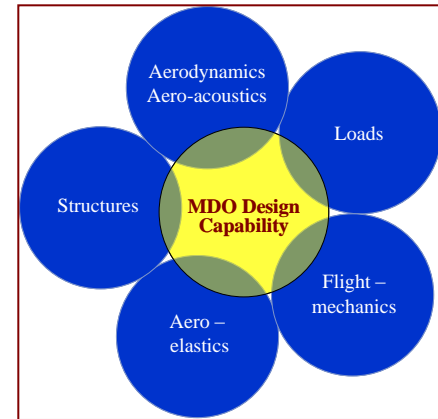 Aerodynamics
Aero-acoustics
Loads
Structures
MDO Design
Capability
Flight –
mechanics
Aero –
elastics